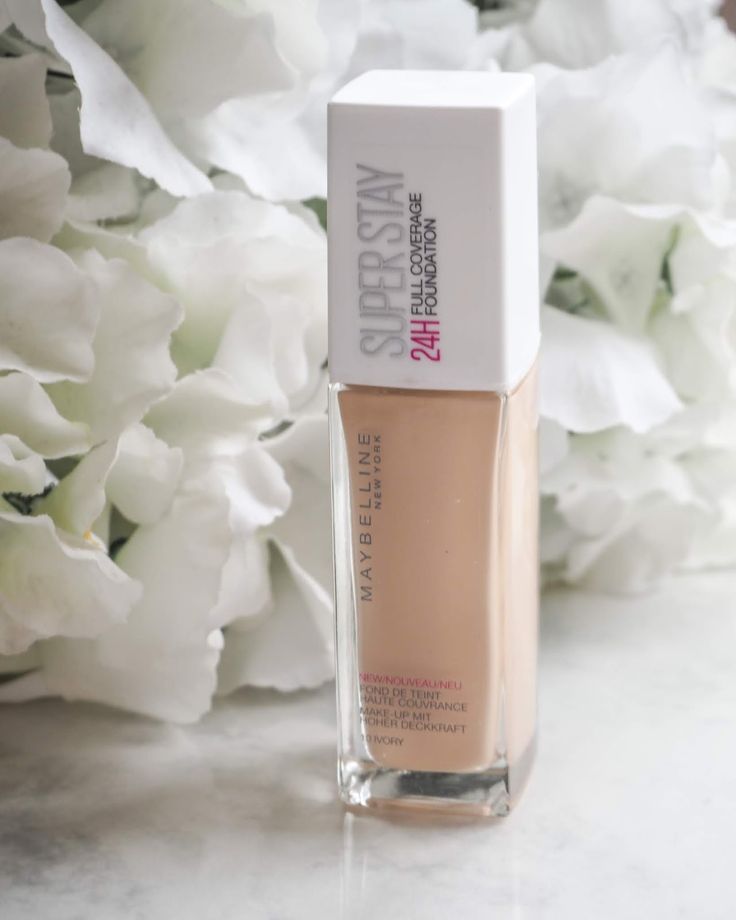 SUPER STAY
24H FULL COVERAGE
FOUNDATION
MAYBELLINE
NEW YORK
NEW/NOUVEAU/NEU
FOND DE TEINT
HAUTE COUVRANCE
MAKE-UP MIT
HOHER DECKKRAFT
10 IVORY